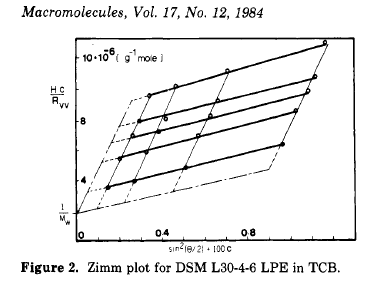 Macromolecules, Vol. 17, No. 12, 1984
10•10⁻⁶ (g⁻¹mole)
H.C
R_VV
8
4
1
M_w
0 0.4 0.8
sin²(θ/2) + 100C
Figure 2. Zimm plot for DSM L30-4-6 LPE in TCB.